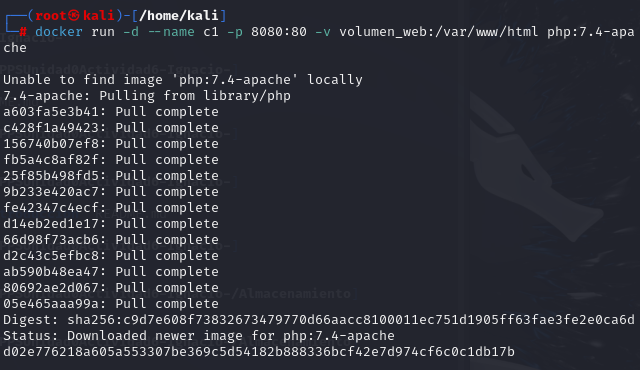 ┌──(root㉿kali)-[/home/kali]
└─# docker run -d --name c1 -p 8080:80 -v volumen_web:/var/www/html php:7.4-apa
che
Unable to find image 'php:7.4-apache' locally
7.4-apache: Pulling from library/php
a603fa5e3b41: Pull complete
c428f1a49423: Pull complete
156740b07ef8: Pull complete
fb5a4c8af82f: Pull complete
25f85b498fd5: Pull complete
9b233e420ac7: Pull complete
fe42347c4ecf: Pull complete
d14eb2ed1e17: Pull complete
66d98f73acb6: Pull complete
d2c43c5efbc8: Pull complete
ab590b48ea47: Pull complete
80692ae2d067: Pull complete
05e465aaa99a: Pull complete
Digest: sha256:c9d7e608f73832673479770d66aacc8100011ec751d1905ff63fae3fe2e0ca6d
Status: Downloaded newer image for php:7.4-apache
d02e776218a605a553307be369c5d54182b888336bcf42e7d974cf6c0c1db17b